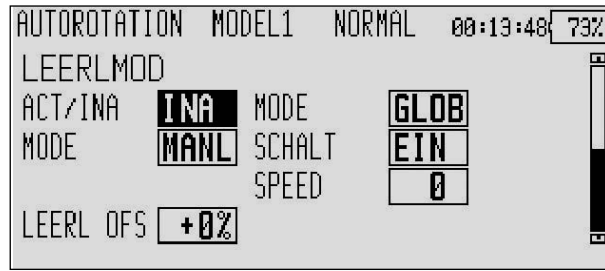 AUTOROTATION MODEL1 NORMAL 00:13:48 73%
LEERLMOD
ACT/INA INA MODE GLOB
MODE MANL SCHALT EIN
SPEED 0
LEERL OFS +0%